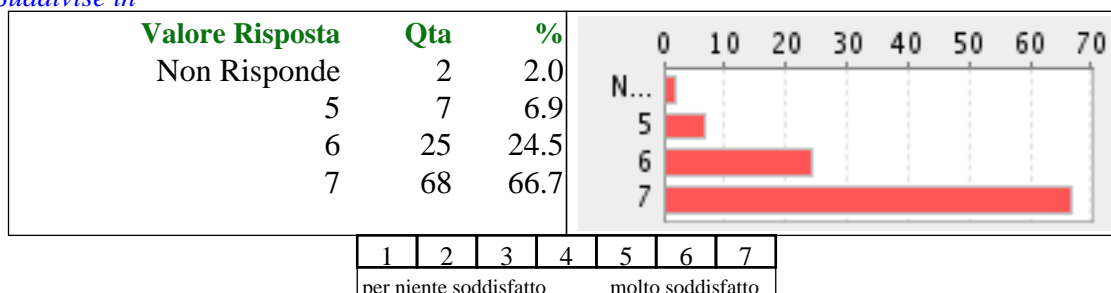 Suddivise in
Valore Risposta Qta %
Non Risponde 2 2.0
5 7 6.9
6 25 24.5
7 68 66.7
0 10 20 30 40 50 60 70
N...
5
6
7
1 2 3 4 5 6 7
per niente soddisfatto molto soddisfatto